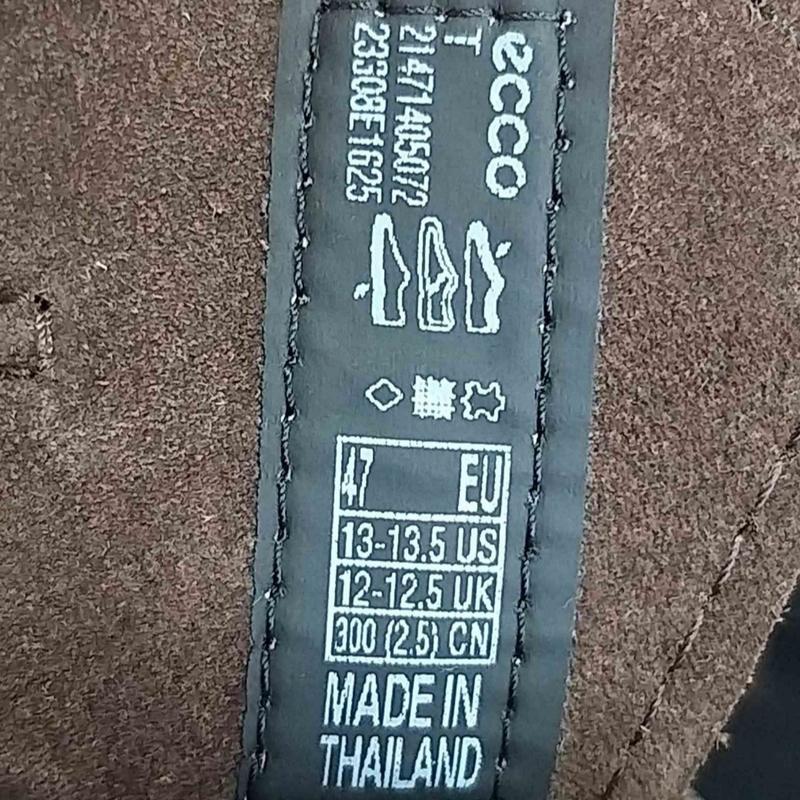 ecco
T
21471405072
23308E1625
47 EU
13-13.5 US
12-12.5 UK
300 (2.5) CN
MADE IN
THAILAND